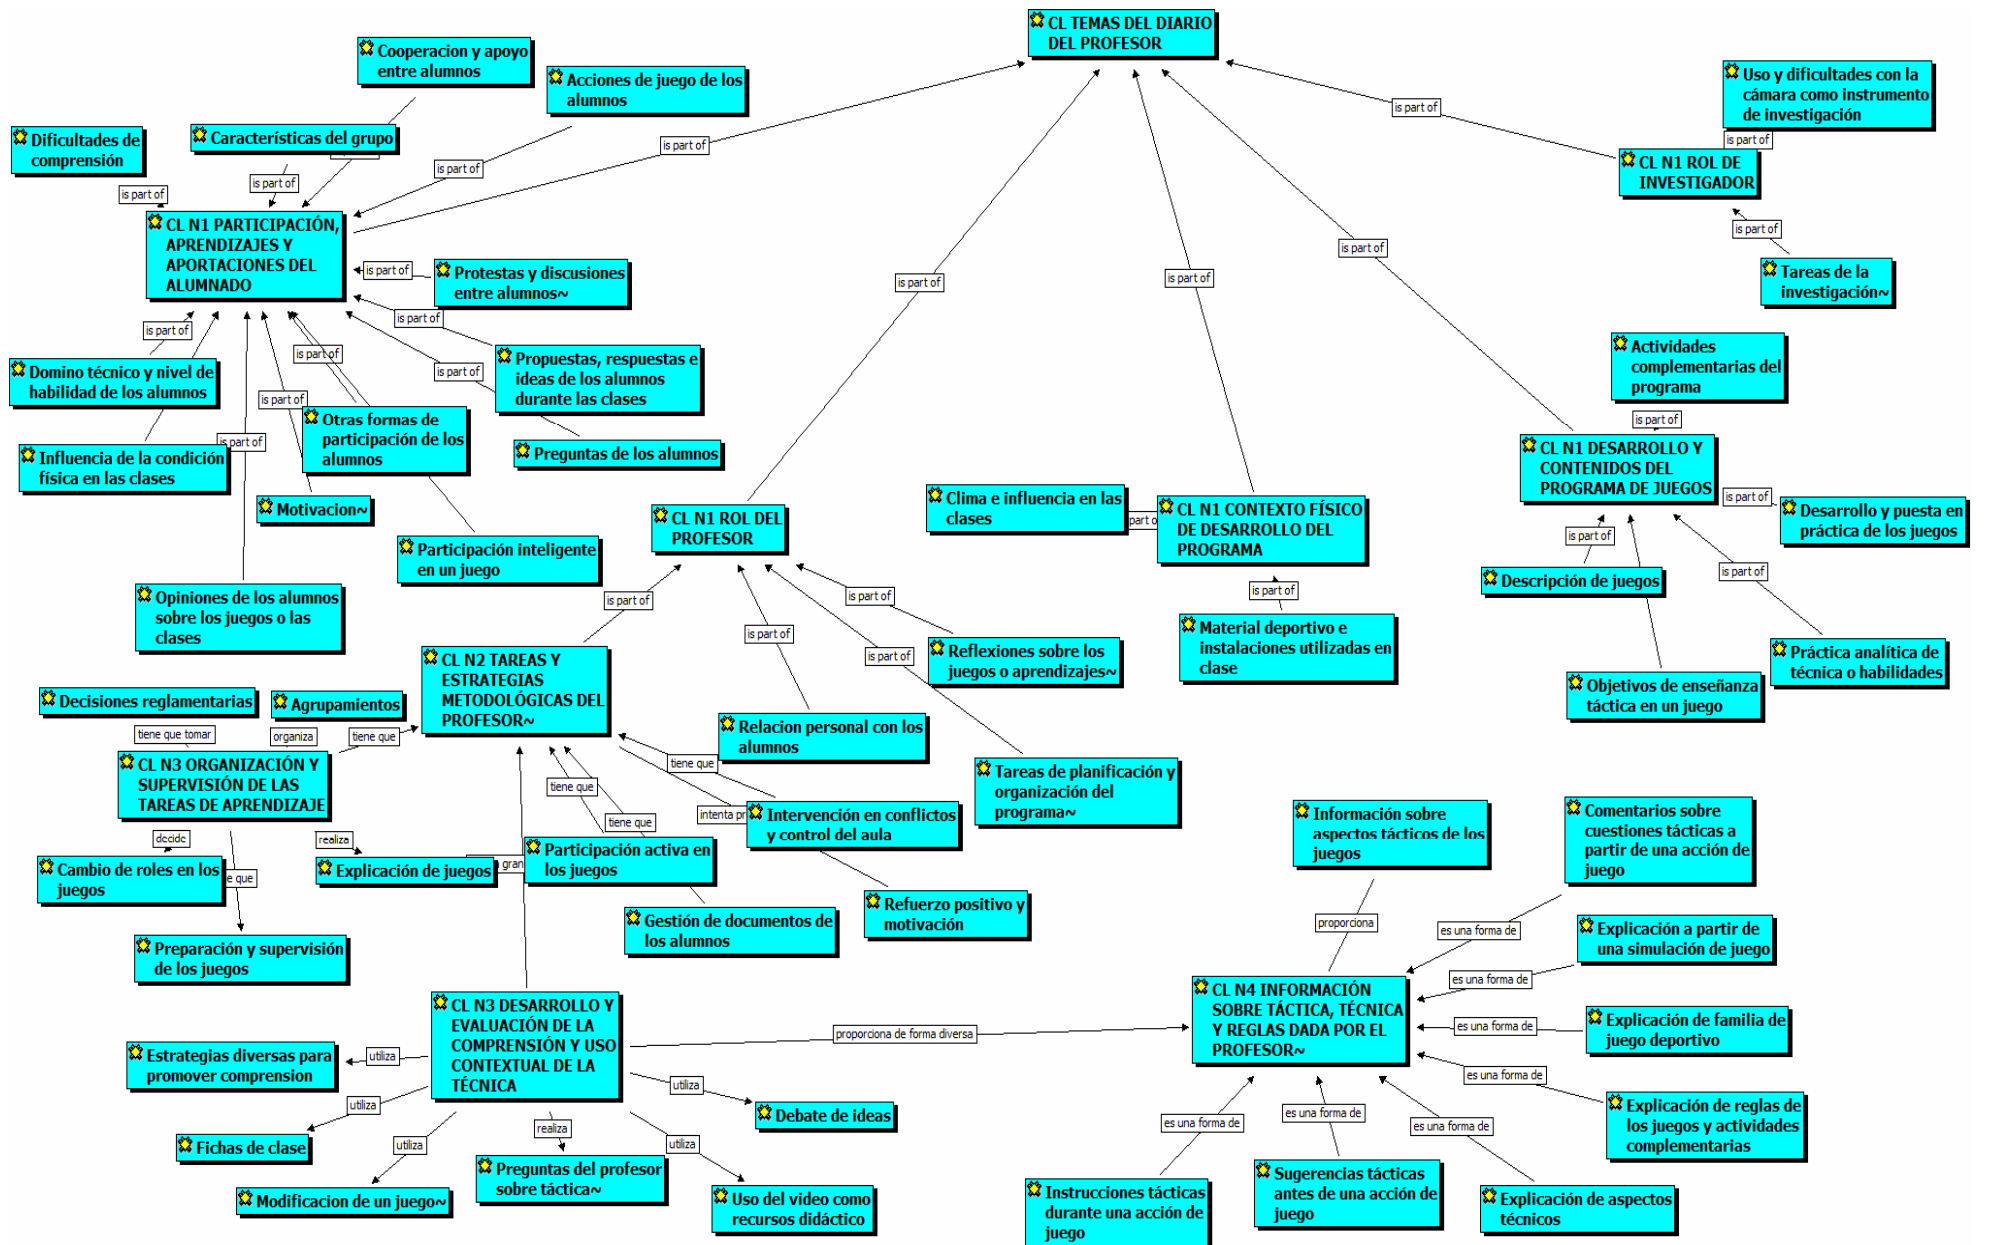 CL TEMAS DEL DIARIO
DEL PROFESOR
Cooperacion y apoyo
entre alumnos
Acciones de juego de los
alumnos
Uso y dificultades con la
cámara como instrumento
de investigación
is part of
Dificultades de
comprensión
Características del grupo
is part of
is part of
CL N1 ROL DE
INVESTIGADOR
is part of
is part of
is part of
CL N1 PARTICIPACIÓN,
APRENDIZAJES Y
APORTACIONES DEL
ALUMNADO
is part of
is part of
is part of
is part of
is part of
Protestas y discusiones
entre alumnos~
Tareas de la
investigación~
is part of
is part of
is part of
is part of
is part of
is part of
is part of
is part of
Domino técnico y nivel de
habilidad de los alumnos
Propuestas, respuestas e
ideas de los alumnos
durante las clases
Actividades
complementarias del
programa
is part of
Otras formas de
participación de los
alumnos
Influencia de la condición
física en las clases
Preguntas de los alumnos
CL N1 DESARROLLO Y
CONTENIDOS DEL
PROGRAMA DE JUEGOS
Motivacion~
CL N1 ROL DEL
PROFESOR
Clima e influencia en las
clases
part o
CL N1 CONTEXTO FÍSICO
DE DESARROLLO DEL
PROGRAMA
is part of
Desarrollo y puesta en
práctica de los juegos
Participación inteligente
en un juego
is part of
Descripción de juegos
is part of
Opiniones de los alumnos
sobre los juegos o las
clases
is part of
is part of
is part of
is part of
is part of
Material deportivo e
instalaciones utilizadas en
clase
Reflexiones sobre los
juegos o aprendizajes~
Práctica analítica de
técnica o habilidades
Objetivos de enseñanza
táctica en un juego
CL N2 TAREAS Y
ESTRATEGIAS
METODOLÓGICAS DEL
PROFESOR~
Decisiones reglamentarias
Agrupamientos
Relacion personal con los
alumnos
tiene que tomar
organiza
tiene que
CL N3 ORGANIZACIÓN Y
SUPERVISIÓN DE LAS
TAREAS DE APRENDIZAJE
tiene que
tiene que
Tareas de planificación y
organización del
programa~
tiene que
intenta pr
Intervención en conflictos
y control del aula
Información sobre
aspectos tácticos de los
juegos
Comentarios sobre
cuestiones tácticas a
partir de una acción de
juego
decide
realiza
Cambio de roles en los
juegos
e que
Explicación de juegos
gran
Participación activa en
los juegos
Refuerzo positivo y
motivación
Gestión de documentos de
los alumnos
Preparación y supervisión
de los juegos
proporciona
es una forma de
Explicación a partir de
una simulación de juego
es una forma de
CL N3 DESARROLLO Y
EVALUACIÓN DE LA
COMPRENSIÓN Y USO
CONTEXTUAL DE LA
TÉCNICA
proporciona de forma diversa
CL N4 INFORMACIÓN
SOBRE TÁCTICA, TÉCNICA
Y REGLAS DADA POR EL
PROFESOR~
es una forma de
Explicación de familia de
juego deportivo
Estrategias diversas para
promover comprension
utiliza
utiliza
utiliza
Debate de ideas
es una forma de
Explicación de reglas de
los juegos y actividades
complementarias
es una forma de
es una forma de
es una forma de
Fichas de clase
utiliza
realiza
utiliza
Modificacion de un juego~
Preguntas del profesor
sobre táctica~
Uso del video como
recursos didáctico
Instrucciones tácticas
durante una acción de
juego
Sugerencias tácticas
antes de una acción de
juego
Explicación de aspectos
técnicos